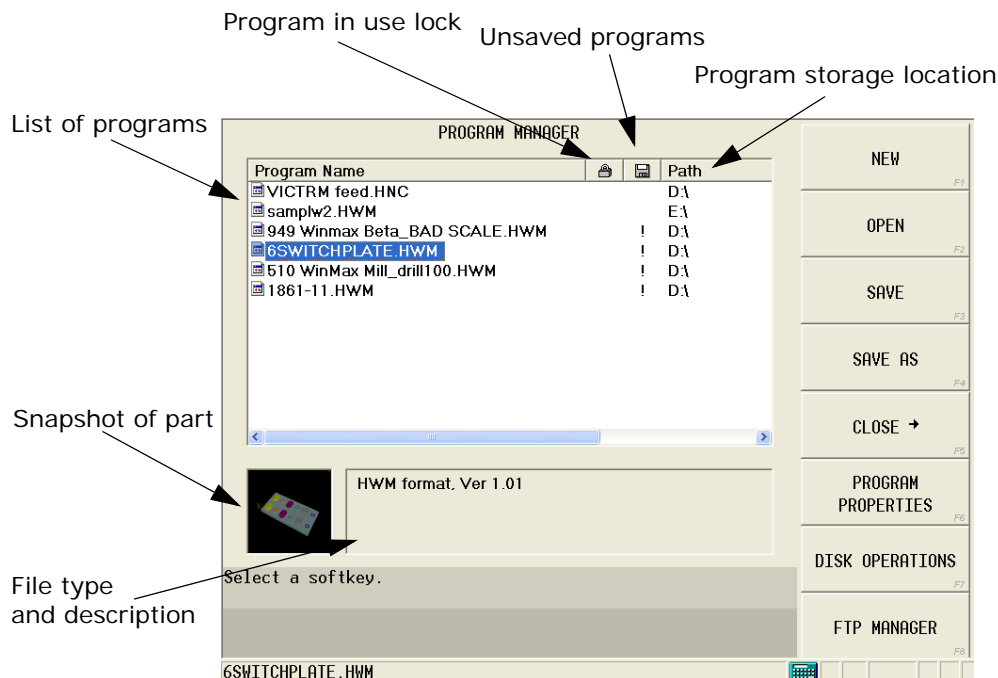 Program in use lock
Unsaved programs
Program storage location
List of programs
PROGRAM MANAGER
Program Name Path
VICTRM feed.HNC D:\
samplw2.HWM E:\
949 Winmax Beta_BAD SCALE.HWM ! D:\
6SWITCHPLATE.HWM ! D:\
510 WinMax Mill_drill100.HWM ! D:\
1861-11.HWM ! D:\
NEW
F1
OPEN
F2
SAVE
F3
SAVE AS
F4
CLOSE →
F5
PROGRAM
PROPERTIES
F6
DISK OPERATIONS
F7
FTP MANAGER
F8
Snapshot of part
HWM format, Ver 1.01
File type
and description
Select a softkey.
6SWITCHPLATE.HWM